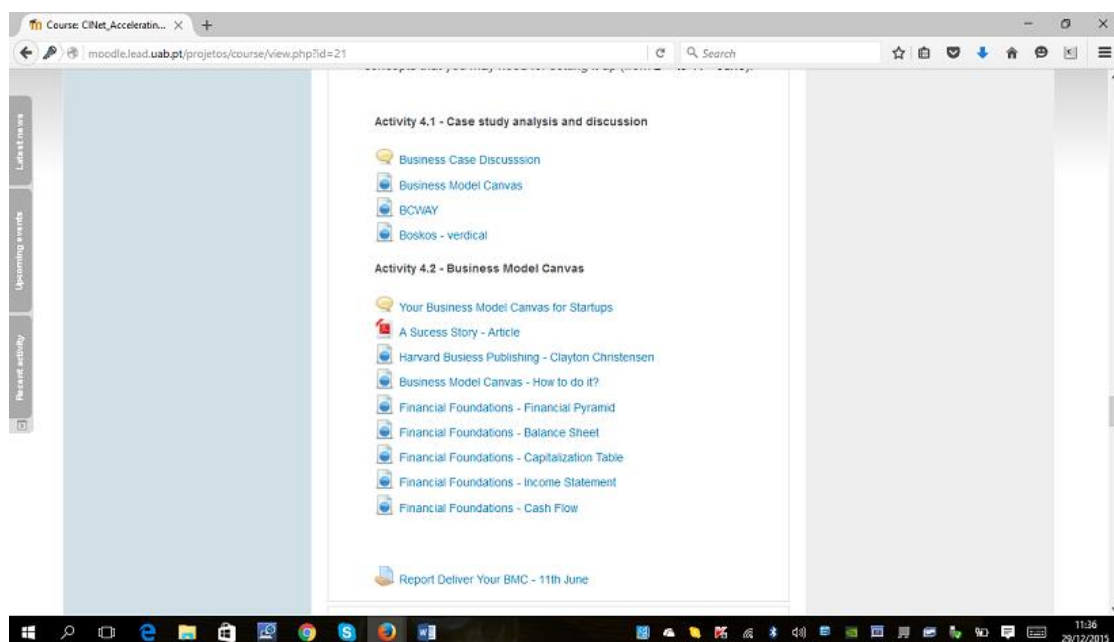 Course: CINet_Acceleratin...
moodle.lead.uab.pt/projetos/course/view.php?id=21
Search
Latest news
Upcoming events
Recent activity
Activity 4.1 - Case study analysis and discussion
Business Case Discusssion
Business Model Canvas
BCWAY
Boskos - verdical
Activity 4.2 - Business Model Canvas
Your Business Model Canvas for Startups
A Sucess Story - Article
Harvard Busiess Publishing - Clayton Christensen
Business Model Canvas - How to do it?
Financial Foundations - Financial Pyramid
Financial Foundations - Balance Sheet
Financial Foundations - Capitalization Table
Financial Foundations - Income Statement
Financial Foundations - Cash Flow
Report Deliver Your BMC - 11th June
11:36